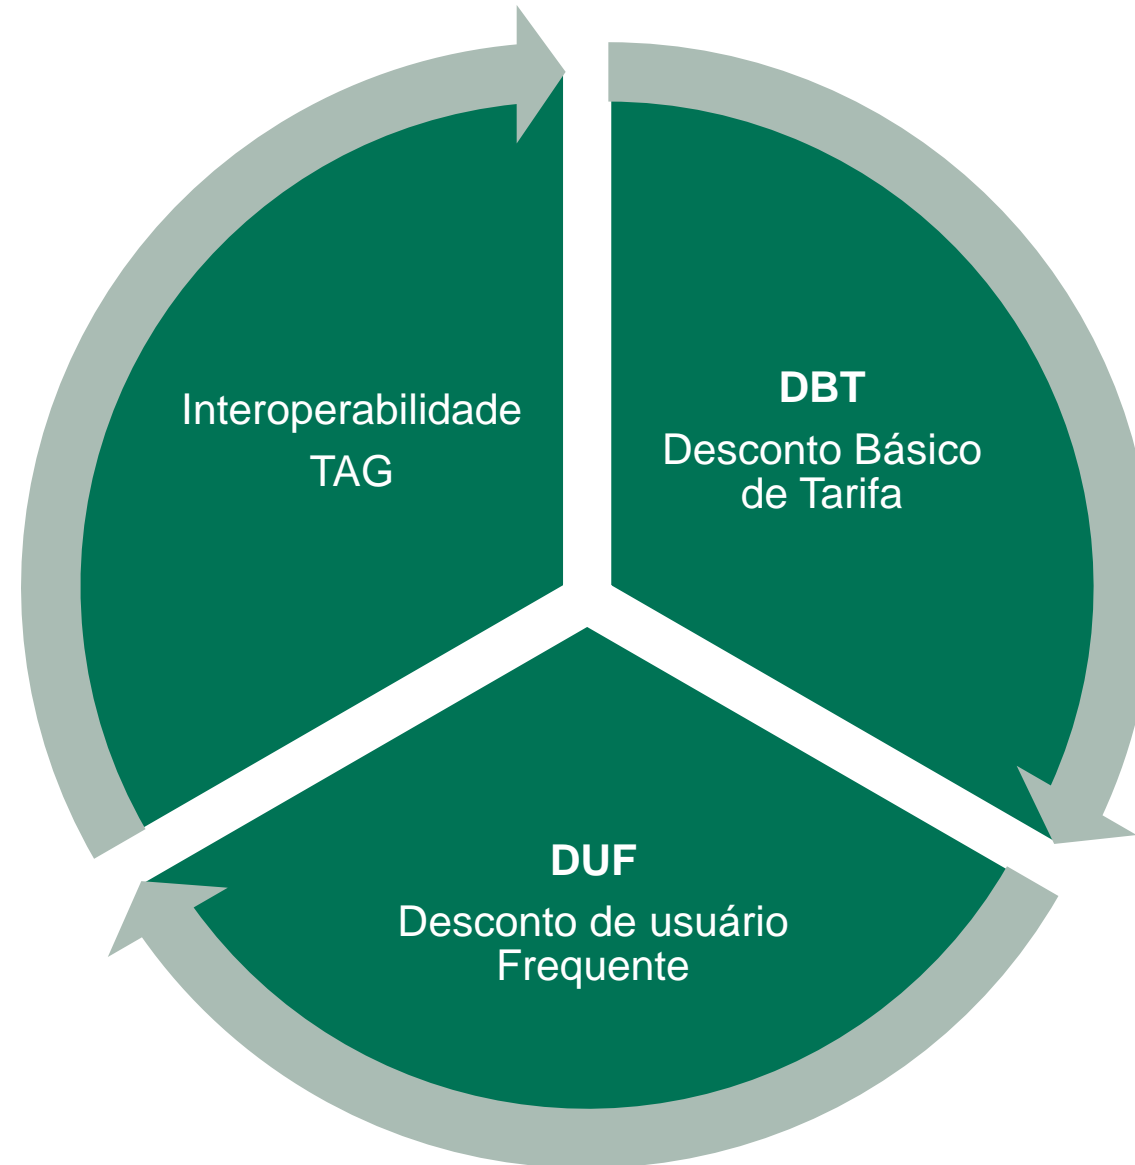 Interoperabilidade
TAG
DBT
Desconto Básico
de Tarifa
DUF
Desconto de usuário
Frequente